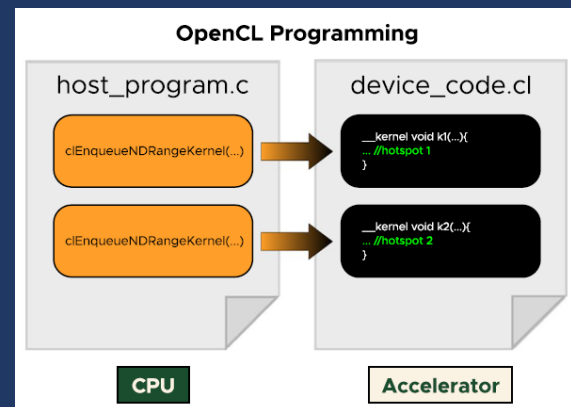 OpenCL Programming
host_program.c
device_code.cl
clEnqueueNDRangeKernel(...)
__kernel void k1(...){
... //hotspot 1
}
clEnqueueNDRangeKernel(...)
__kernel void k2(...){
... //hotspot 2
}
CPU
Accelerator